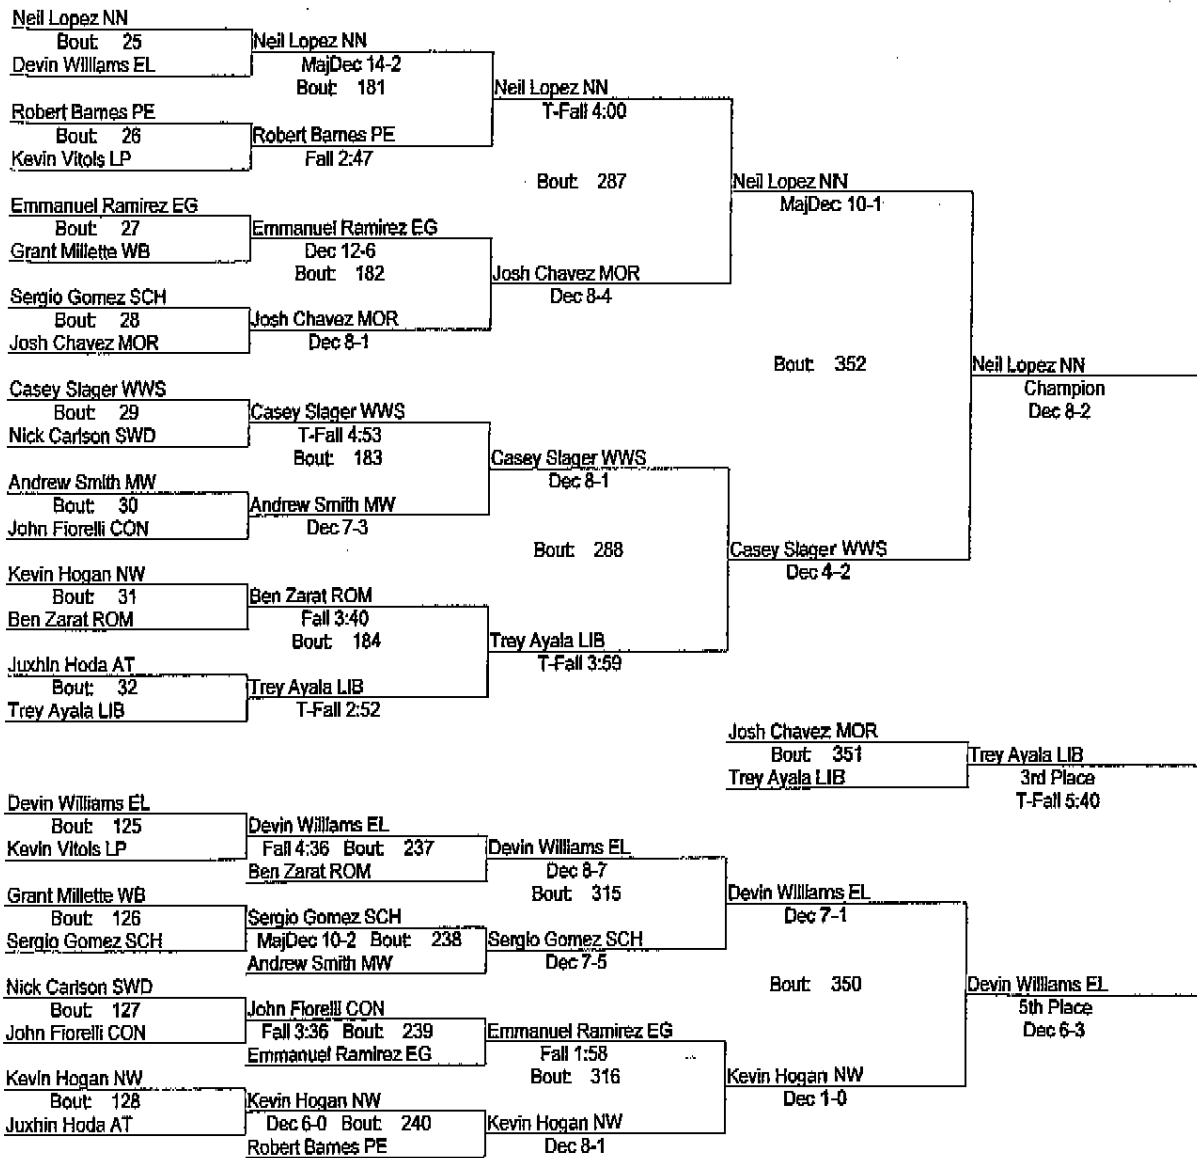 Neil Lopez NN
Bout: 25
Devin Williams EL
Neil Lopez NN
MajDec 14-2
Bout: 181
Robert Barnes PE
Bout: 26
Kevin Vitols LP
Robert Barnes PE
Fall 2:47
Neil Lopez NN
T-Fall 4:00
Bout: 287
Emmanuel Ramirez EG
Bout: 27
Grant Millette WB
Emmanuel Ramirez EG
Dec 12-6
Bout: 182
Sergio Gomez SCH
Bout: 28
Josh Chavez MOR
Josh Chavez MOR
Dec 8-1
Josh Chavez MOR
Dec 8-4
Neil Lopez NN
MajDec 10-1
Bout: 352
Casey Slager WWS
Bout: 29
Nick Carlson SWD
Casey Slager WWS
T-Fall 4:53
Bout: 183
Andrew Smith MW
Bout: 30
John Fiorelli CON
Andrew Smith MW
Dec 7-3
Casey Slager WWS
Dec 8-1
Bout: 288
Kevin Hogan NW
Bout: 31
Ben Zarat ROM
Ben Zarat ROM
Fall 3:40
Bout: 184
Juxhin Hoda AT
Bout: 32
Trey Ayala LIB
Trey Ayala LIB
T-Fall 2:52
Trey Ayala LIB
T-Fall 3:59
Casey Slager WWS
Dec 4-2
Neil Lopez NN
Champion
Dec 8-2
Josh Chavez MOR
Bout: 351
Trey Ayala LIB
Trey Ayala LIB
3rd Place
T-Fall 5:40
Devin Williams EL
Bout: 125
Kevin Vitols LP
Devin Williams EL
Fall 4:36 Bout: 237
Ben Zarat ROM
Devin Williams EL
Dec 8-7
Bout: 315
Grant Millette WB
Bout: 126
Sergio Gomez SCH
Sergio Gomez SCH
MajDec 10-2 Bout: 238
Andrew Smith MW
Sergio Gomez SCH
Dec 7-5
Devin Williams EL
Dec 7-1
Bout: 350
Nick Carlson SWD
Bout: 127
John Fiorelli CON
John Fiorelli CON
Fall 3:36 Bout: 239
Emmanuel Ramirez EG
Emmanuel Ramirez EG
Fall 1:58
Bout: 316
Kevin Hogan NW
Bout: 128
Juxhin Hoda AT
Kevin Hogan NW
Dec 6-0 Bout: 240
Robert Barnes PE
Kevin Hogan NW
Dec 8-1
Kevin Hogan NW
Dec 1-0
Devin Williams EL
5th Place
Dec 6-3